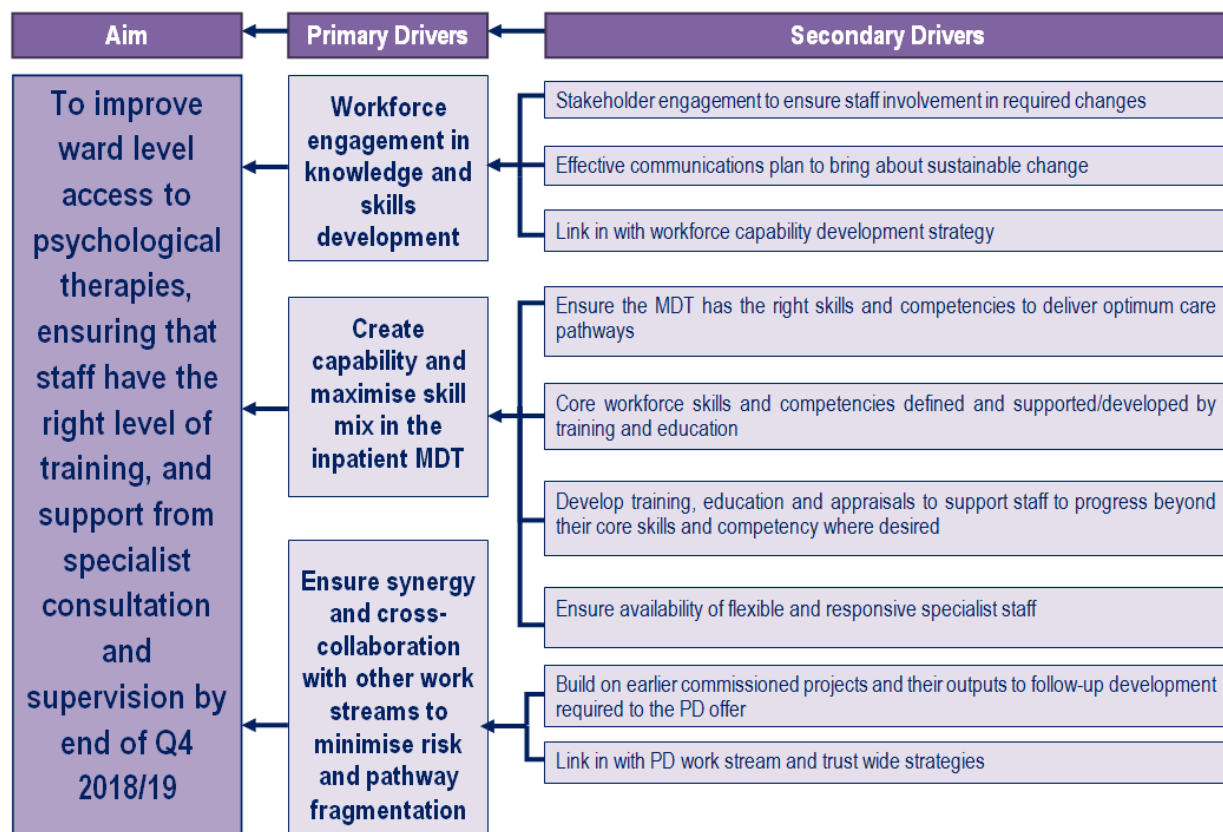 Aim
Primary Drivers
Secondary Drivers
To improve
ward level
access to
psychological
therapies,
ensuring that
staff have the
right level of
training, and
support from
specialist
consultation
and
supervision by
end of Q4
2018/19
Workforce
engagement in
knowledge and
skills
development
Stakeholder engagement to ensure staff involvement in required changes
Effective communications plan to bring about sustainable change
Link in with workforce capability development strategy
Create
capability and
maximise skill
mix in the
inpatient MDT
Ensure the MDT has the right skills and competencies to deliver optimum care
pathways
Core workforce skills and competencies defined and supported/developed by
training and education
Develop training, education and appraisals to support staff to progress beyond
their core skills and competency where desired
Ensure availability of flexible and responsive specialist staff
Ensure synergy
and cross-
collaboration
with other work
streams to
minimise risk
and pathway
fragmentation
Build on earlier commissioned projects and their outputs to follow-up development
required to the PD offer
Link in with PD work stream and trust wide strategies